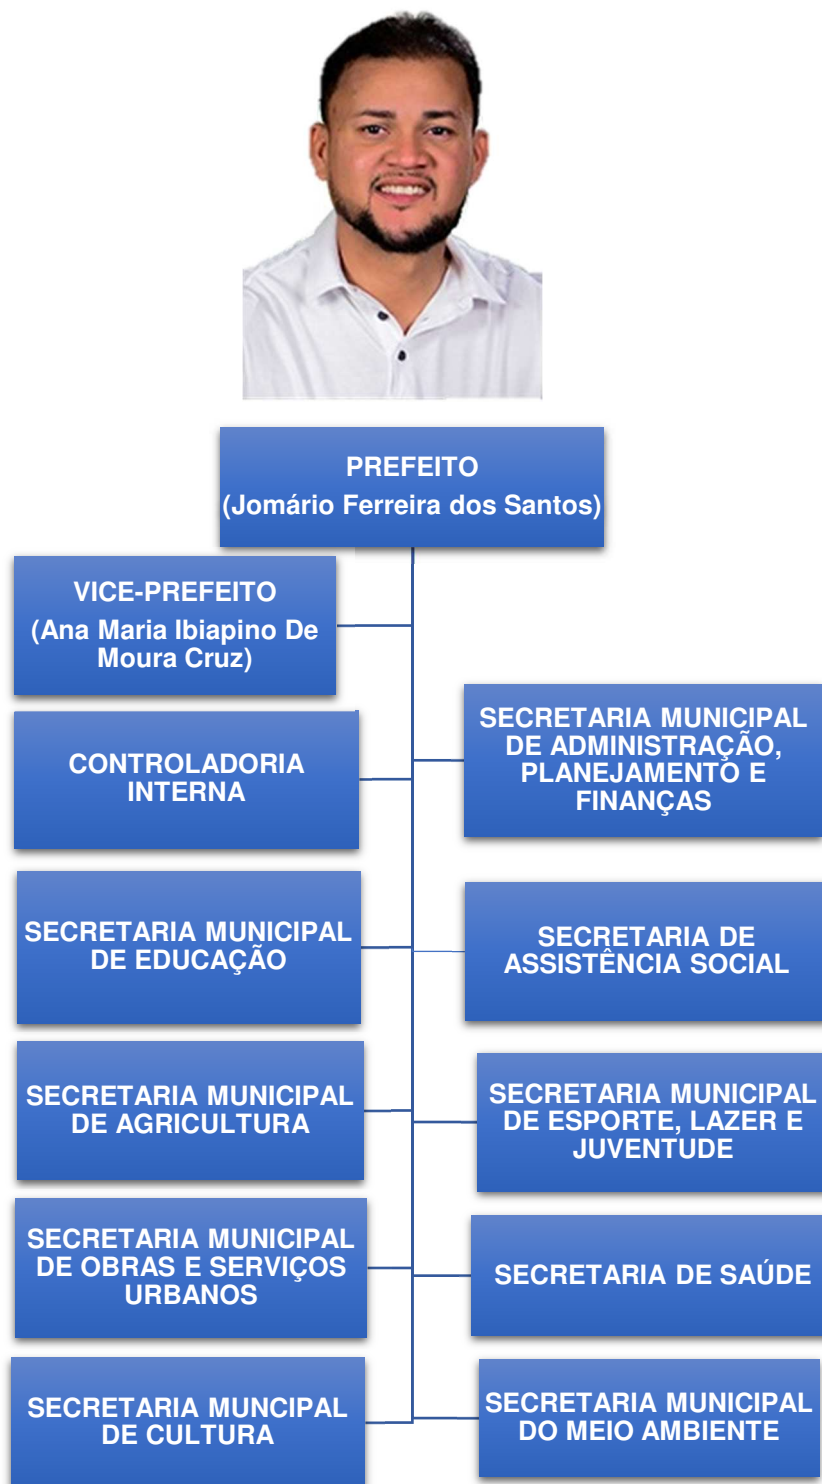 PREFEITO
(Jomário Ferreira dos Santos)
VICE-PREFEITO
(Ana Maria Ibiapino De
Moura Cruz)
CONTROLADORIA
INTERNA
SECRETARIA MUNICIPAL
DE ADMINISTRAÇÃO,
PLANEJAMENTO E
FINANÇAS
SECRETARIA MUNICIPAL
DE EDUCAÇÃO
SECRETARIA DE
ASSISTÊNCIA SOCIAL
SECRETARIA MUNICIPAL
DE AGRICULTURA
SECRETARIA MUNICIPAL
DE ESPORTE, LAZER E
JUVENTUDE
SECRETARIA MUNICIPAL
DE OBRAS E SERVIÇOS
URBANOS
SECRETARIA DE SAÚDE
SECRETARIA MUNCIPAL
DE CULTURA
SECRETARIA MUNICIPAL
DO MEIO AMBIENTE